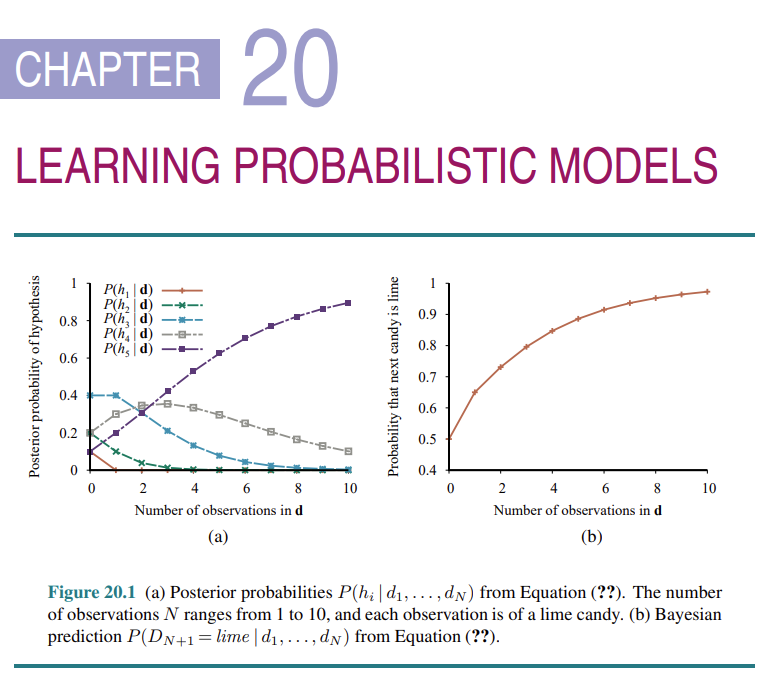 CHAPTER 20
LEARNING PROBABILISTIC MODELS
Posterior probability of hypothesis
1
0.8
0.6
0.4
0.2
0
P(h₁ | d)
P(h₂ | d)
P(h₃ | d)
P(h₄ | d)
P(h₅ | d)
0 2 4 6 8 10
Number of observations in d
(a)
Probability that next candy is lime
1
0.9
0.8
0.7
0.6
0.5
0.4
0 2 4 6 8 10
Number of observations in d
(b)
Figure 20.1 (a) Posterior probabilities P(hᵢ | d₁, . . . , d_N) from Equation (??). The number
of observations N ranges from 1 to 10, and each observation is of a lime candy. (b) Bayesian
prediction P(D_{N+1} = lime | d₁, . . . , d_N) from Equation (??).